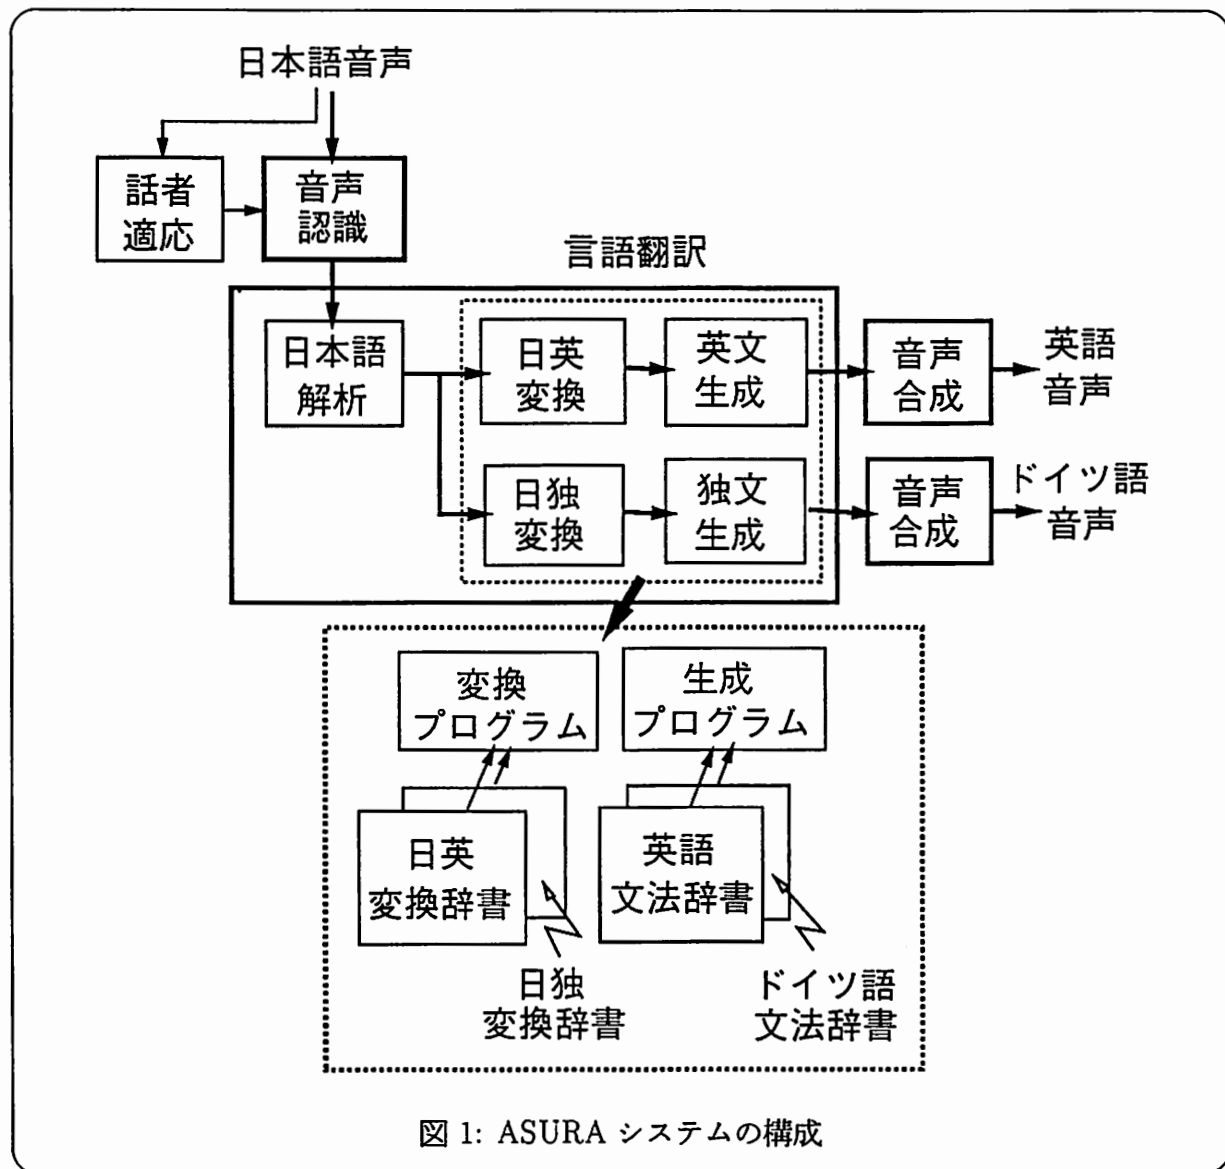 日本語音声
話者
適応
音声
認識
言語翻訳
日本語
解析
日英
変換
英文
生成
音声
合成
英語
音声
日独
変換
独文
生成
音声
合成
ドイツ語
音声
変換
プログラム
生成
プログラム
日英
変換辞書
英語
文法辞書
日独
変換辞書
ドイツ語
文法辞書
図 1: ASURA システムの構成